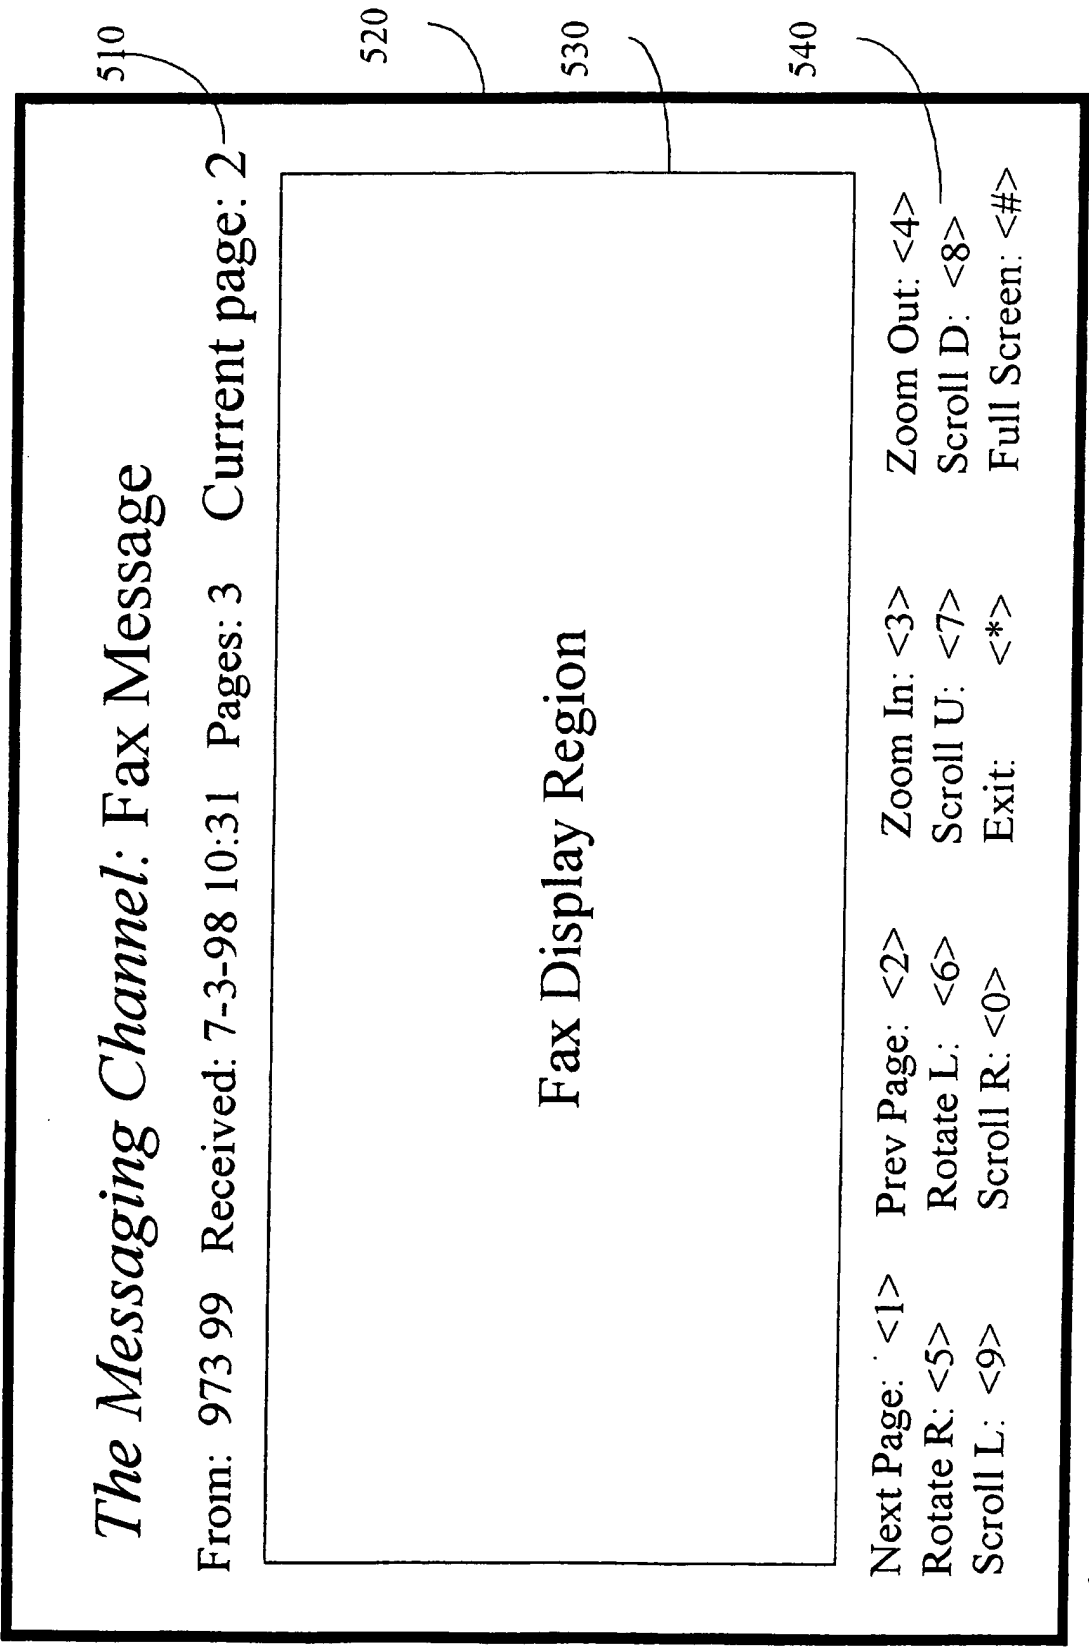 The Messaging Channel: Fax Message
From: 973 99 Received: 7-3-98 10:31 Pages: 3 Current page: 2
510
520
Fax Display Region
530
Next Page: <1> Prev Page: <2> Zoom In: <3> Zoom Out: <4>
540
Rotate R: <5> Rotate L: <6> Scroll U: <7> Scroll D: <8>
Scroll L: <9> Scroll R: <0> Exit: <*> Full Screen: <#>